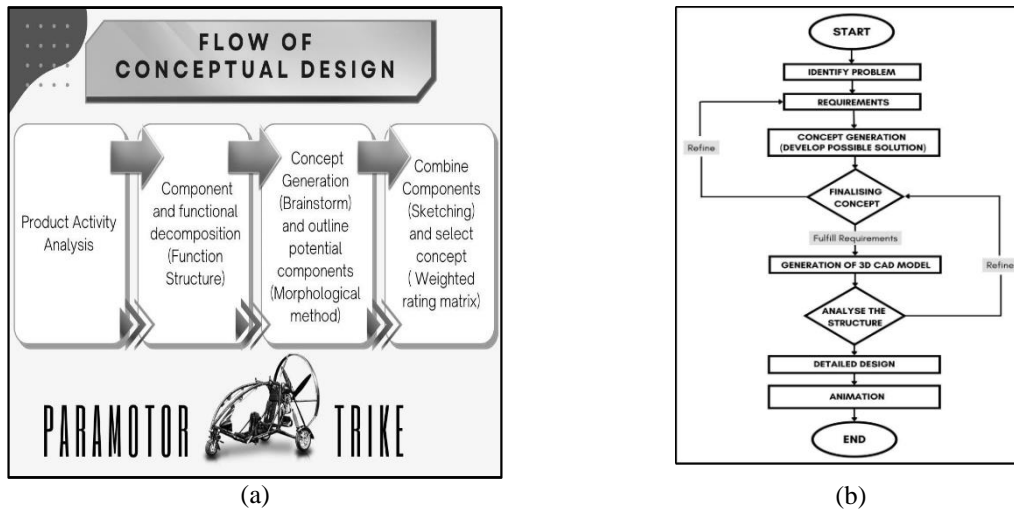 FLOW OF
CONCEPTUAL DESIGN
Product Activity
Analysis
Component
and functional
decomposition
(Function
Structure)
Concept
Generation
(Brainstorm)
and outline
potential
components
(Morphological
method)
Combine
Components
(Sketching)
and select
concept
( Weighted
rating matrix)
PARAMOTOR TRIKE
(a)
START
IDENTIFY PROBLEM
REQUIREMENTS
CONCEPT GENERATION
(DEVELOP POSSIBLE SOLUTION)
Refine
FINALISING
CONCEPT
Fulfill Requirements
GENERATION OF 3D CAD MODEL
Refine
ANALYSE THE
STRUCTURE
DETAILED DESIGN
ANIMATION
END
(b)